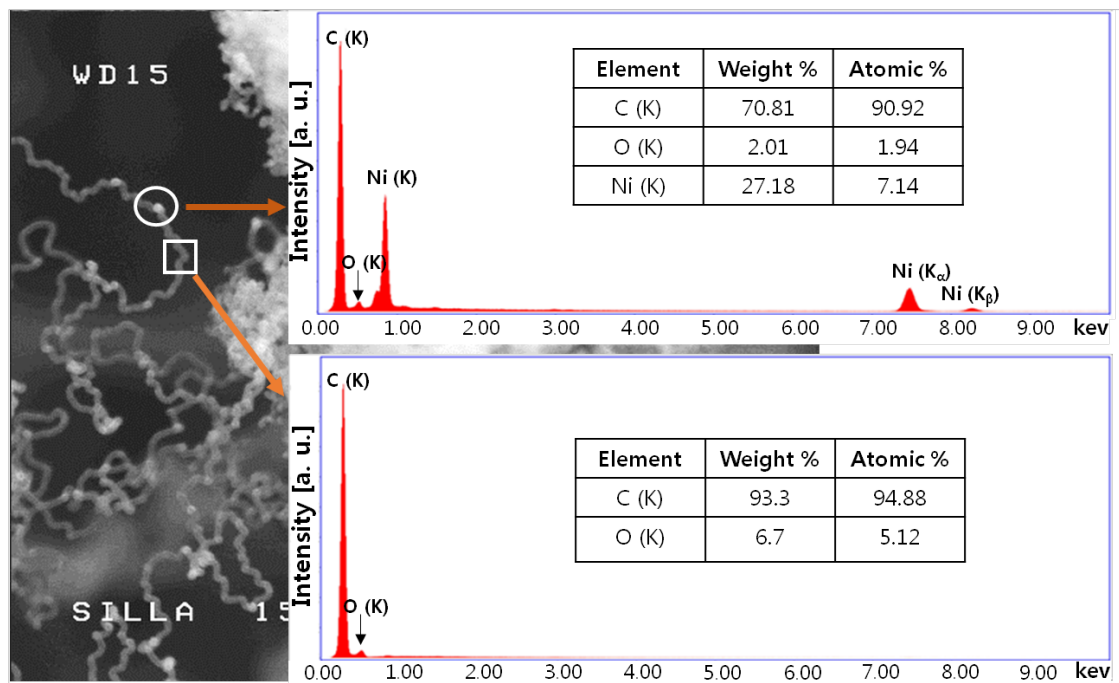 WD15
SILLA 15
Intensity [a. u.]
C (K)
O (K)
Ni (K)
Ni (Kα)
Ni (Kβ)
Element Weight % Atomic %
C (K) 70.81 90.92
O (K) 2.01 1.94
Ni (K) 27.18 7.14
0.00 1.00 2.00 3.00 4.00 5.00 6.00 7.00 8.00 9.00 kev
Intensity [a. u.]
C (K)
O (K)
Element Weight % Atomic %
C (K) 93.3 94.88
O (K) 6.7 5.12
0.00 1.00 2.00 3.00 4.00 5.00 6.00 7.00 8.00 9.00 kev